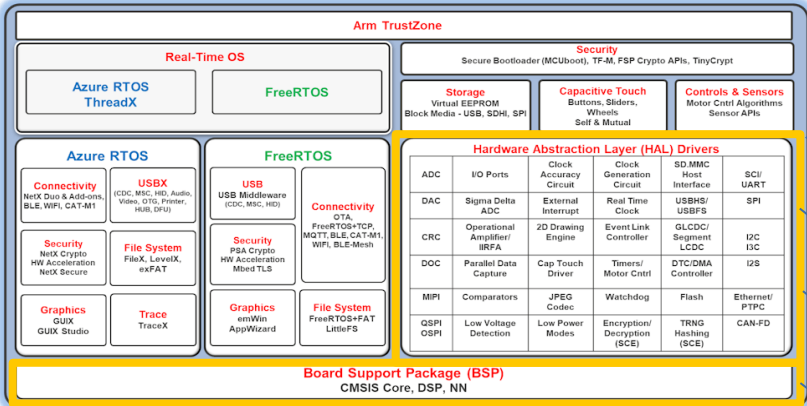 Arm TrustZone
Real-Time OS
Azure RTOS
ThreadX
FreeRTOS
Security
Secure Bootloader (MCUboot), TF-M, FSP Crypto APIs, TinyCrypt
Storage
Virtual EEPROM
Block Media - USB, SDHI, SPI
Capacitive Touch
Buttons, Sliders,
Wheels
Self & Mutual
Controls & Sensors
Motor Cntrl Algorithms
Sensor APIs
Azure RTOS
Connectivity
NetX Duo & Add-ons,
BLE, WIFI, CAT-M1
USBX
(CDC, MSC, HID, Audio,
Video, OTG, Printer,
HUB, DFU)
Security
NetX Crypto
HW Acceleration
NetX Secure
File System
FileX, LevelX,
exFAT
Graphics
GUIX
GUIX Studio
Trace
TraceX
FreeRTOS
USB
USB Middleware
(CDC, MSC, HID)
Connectivity
OTA,
FreeRTOS+TCP,
MQTT, BLE, CAT-M1,
WIFI, BLE-Mesh
Security
PSA Crypto
HW Acceleration
Mbed TLS
Graphics
emWin
AppWizard
File System
FreeRTOS+FAT
LittleFS
Hardware Abstraction Layer (HAL) Drivers
ADC
I/O Ports
Clock
Accuracy
Circuit
Clock
Generation
Circuit
SD.MMC
Host
Interface
SCI/
UART
DAC
Sigma Delta
ADC
External
Interrupt
Real Time
Clock
USBHS/
USBFS
SPI
CRC
Operational
Amplifier/
IIRFA
2D Drawing
Engine
Event Link
Controller
GLCDC/
Segment
LCDC
I2C
I3C
DOC
Parallel Data
Capture
Cap Touch
Driver
Timers/
Motor Cntrl
DTC/DMA
Controller
I2S
MIPI
Comparators
JPEG
Codec
Watchdog
Flash
Ethernet/
PTPC
QSPI
OSPI
Low Voltage
Detection
Low Power
Modes
Encryption/
Decryption
(SCE)
TRNG
Hashing
(SCE)
CAN-FD
Board Support Package (BSP)
CMSIS Core, DSP, NN